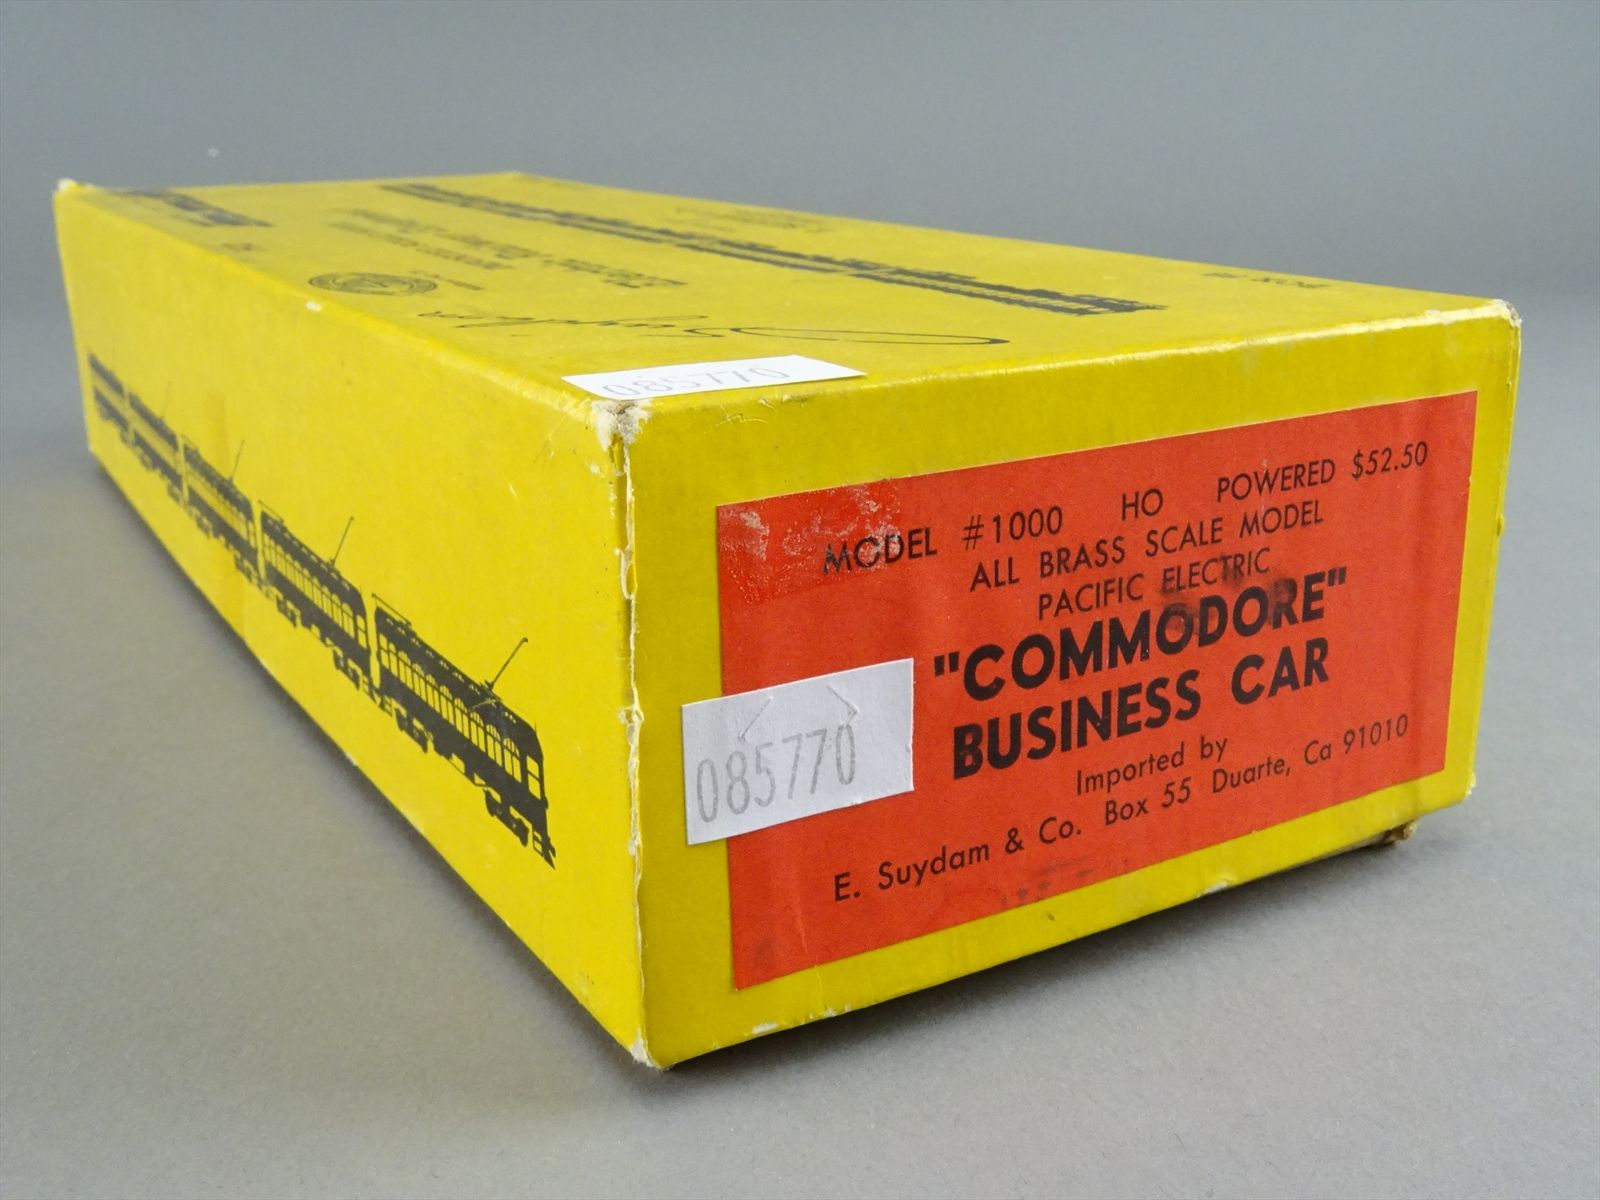 Suydam
085770
MODEL #1000 HO POWERED $52.50
ALL BRASS SCALE MODEL
PACIFIC ELECTRIC
"COMMODORE"
BUSINESS CAR
Imported by
E. Suydam & Co. Box 55 Duarte, Ca 91010
085770